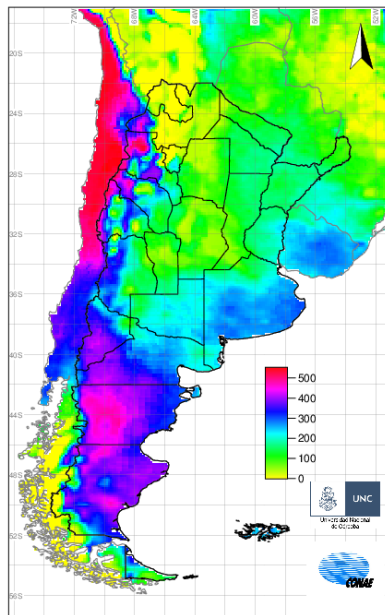 72W 68W 64W 60W 56W 52W
20S
24S
28S
32S
36S
40S
44S
48S
52S
56S
500
400
300
200
100
0
UNC
Universidad Nacional
de Córdoba
CONAE